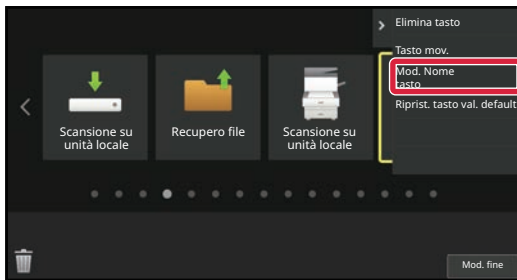 Elimina tasto
Tasto mov.
Mod. Nome
tasto
Riprist. tasto val. default
Scansione su
unità locale
Recupero file
Scansione su
unità locale
Mod. fine